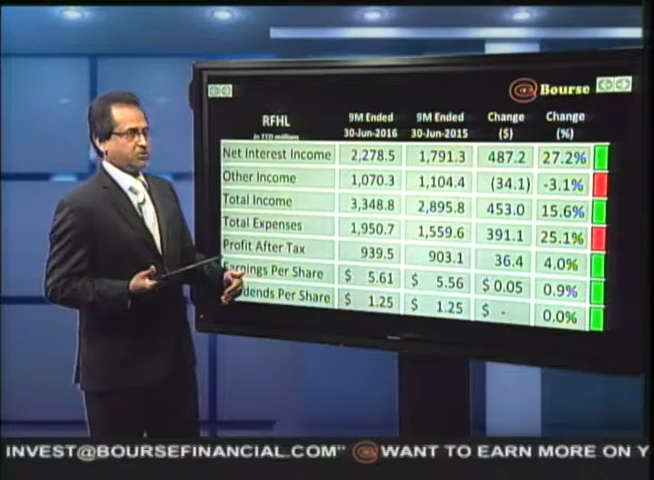 @ Bourse
RFHL 9M Ended 9M Ended Change Change
in TTD millions 30-Jun-2016 30-Jun-2015 ($) (%)
Net Interest Income 2,278.5 1,791.3 487.2 27.2%
Other Income 1,070.3 1,104.4 (34.1) -3.1%
Total Income 3,348.8 2,895.8 453.0 15.6%
Total Expenses 1,950.7 1,559.6 391.1 25.1%
Profit After Tax 939.5 903.1 36.4 4.0%
Earnings Per Share $ 5.61 $ 5.56 $ 0.05 0.9%
idends Per Share $ 1.25 $ 1.25 $ - 0.0%
INVEST@BOURSEFINANCIAL.COM" @ WANT TO EARN MORE ON Y